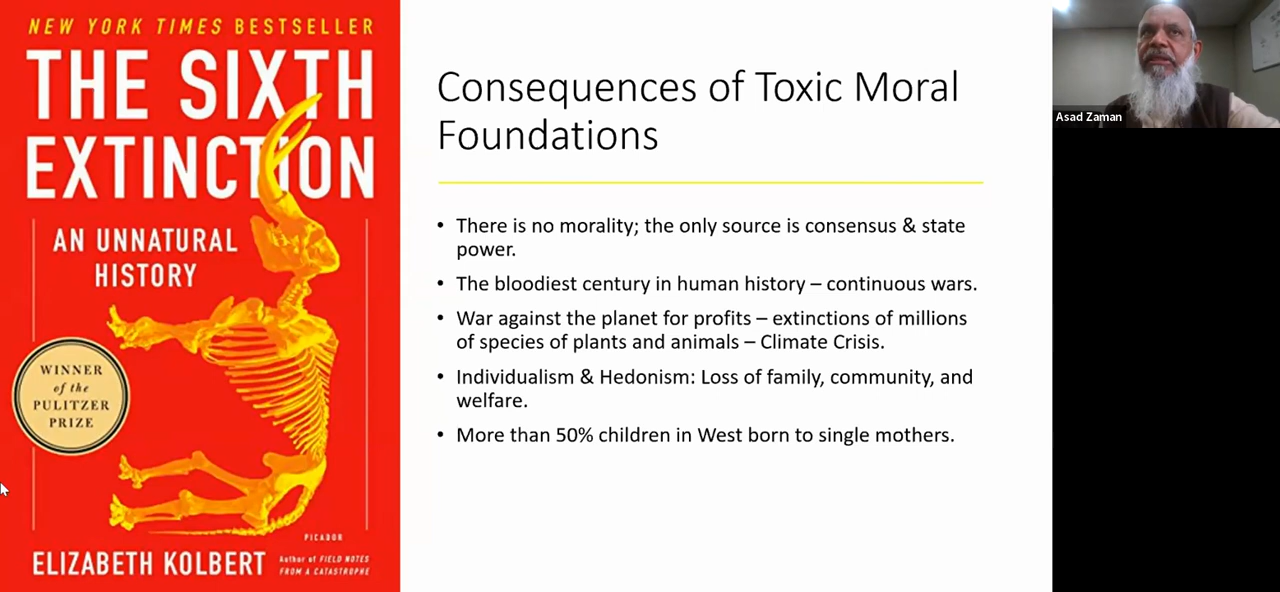 NEW YORK TIMES BESTSELLER
THE SIXTH
EXTINCTION
AN UNNATURAL
HISTORY
WINNER
of the
PULITZER
PRIZE
PICADOR
ELIZABETH KOLBERT
Author of FIELD NOTES
FROM A CATASTROPHE
Consequences of Toxic Moral
Foundations
• There is no morality; the only source is consensus & state
power.
• The bloodiest century in human history – continuous wars.
• War against the planet for profits – extinctions of millions
of species of plants and animals – Climate Crisis.
• Individualism & Hedonism: Loss of family, community, and
welfare.
• More than 50% children in West born to single mothers.
Asad Zaman